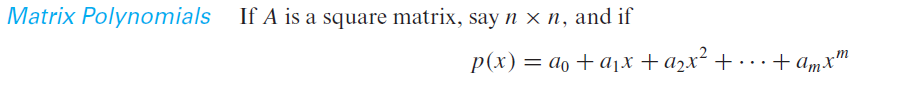 Matrix Polynomials If A is a square matrix, say n × n, and if
p(x) = a₀ + a₁x + a₂x² + · · · + aₘxᵐ